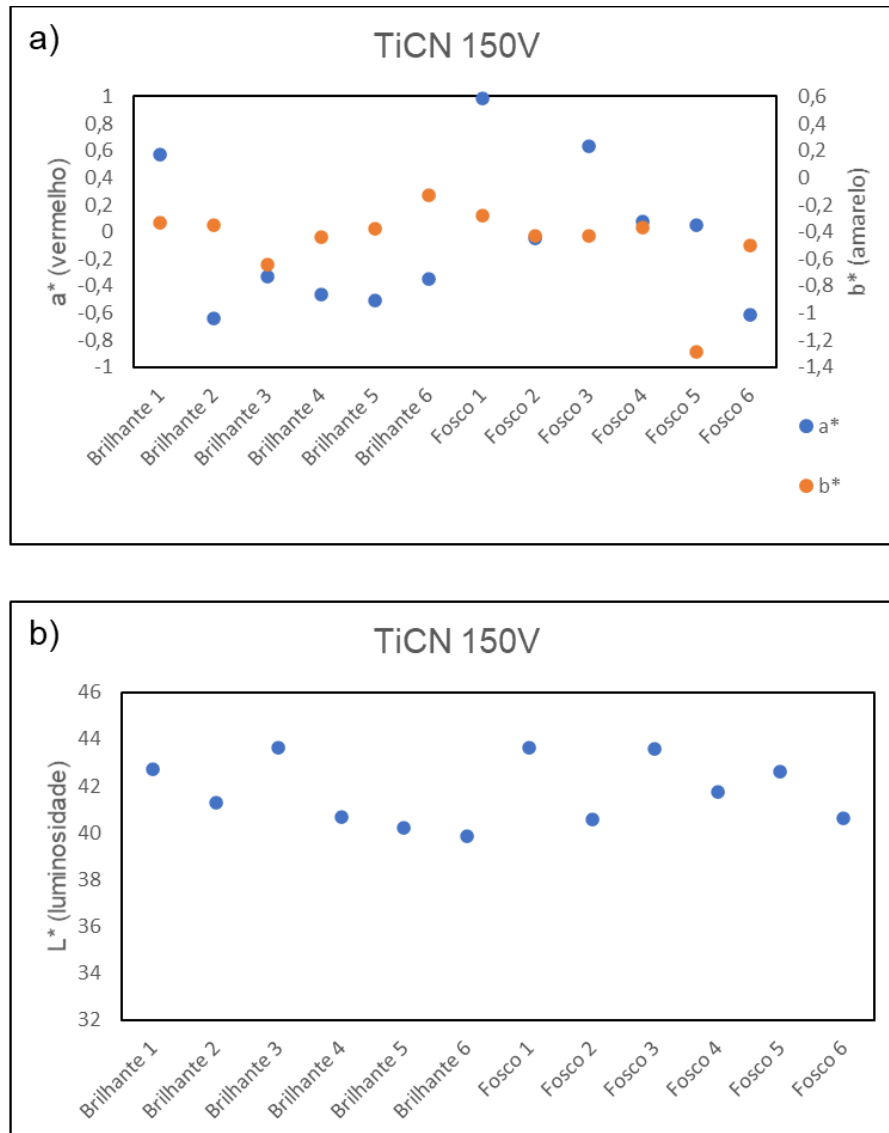 a)
TiCN 150V
a* (vermelho)
1
0,8
0,6
0,4
0,2
0
-0,2
-0,4
-0,6
-0,8
-1
0,6
0,4
0,2
0
-0,2
-0,4
-0,6
-0,8
-1
-1,2
-1,4
b* (amarelo)
Brilhante 1
Brilhante 2
Brilhante 3
Brilhante 4
Brilhante 5
Brilhante 6
Fosco 1
Fosco 2
Fosco 3
Fosco 4
Fosco 5
Fosco 6
a*
b*
b)
TiCN 150V
L* (luminosidade)
46
44
42
40
38
36
34
32
Brilhante 1
Brilhante 2
Brilhante 3
Brilhante 4
Brilhante 5
Brilhante 6
Fosco 1
Fosco 2
Fosco 3
Fosco 4
Fosco 5
Fosco 6